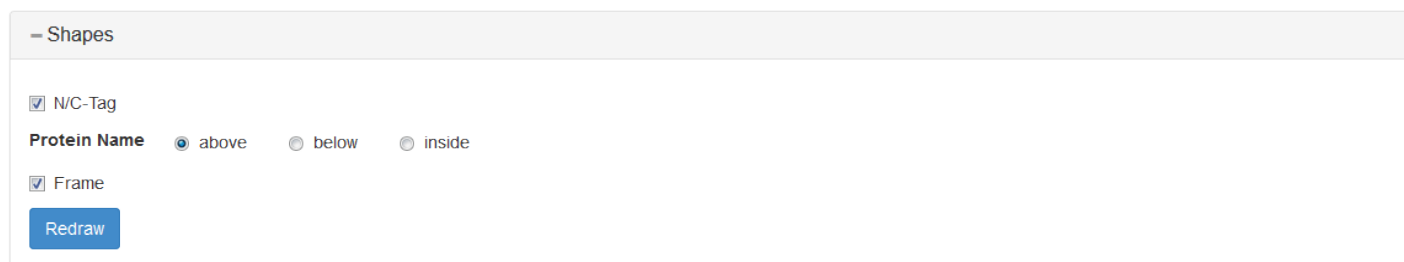 Shapes
N/C-Tag
Protein Name above below inside
Frame
Redraw